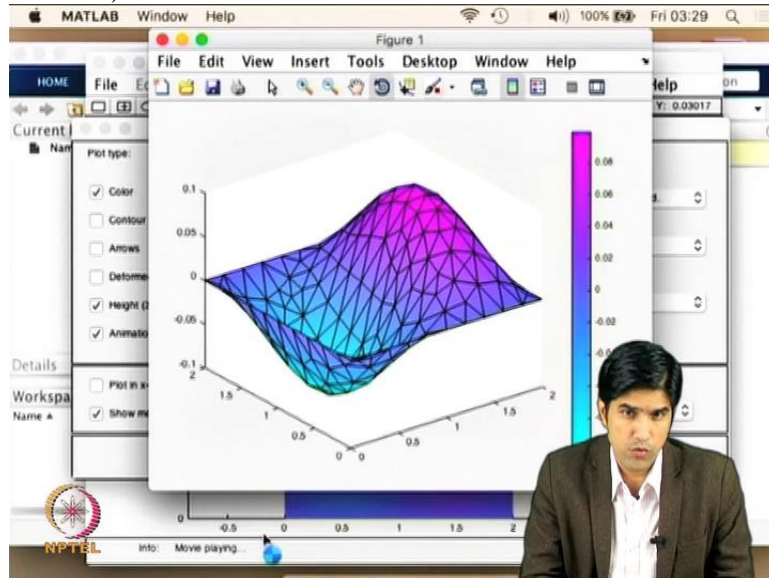 MATLAB Window Help 100% Fri 03:29
Figure 1
File Edit View Insert Tools Desktop Window Help
HOME File Help on
Y: 0.03017
Current
Nam
Plot type:
Color
Contour
Arrows
Deforme
Height (
Animatio
Plot in x-
Show me
Details
Workspa
Name
0.1
0.05
0
-0.05
-0.1
2
1.5
1
0.5
0
0
0.5
1
1.5
2
0.08
0.06
0.04
0.02
0
-0.02
0
-0.5 0 0.5 1 1.5 2
Info: Movie playing...
NPTEL